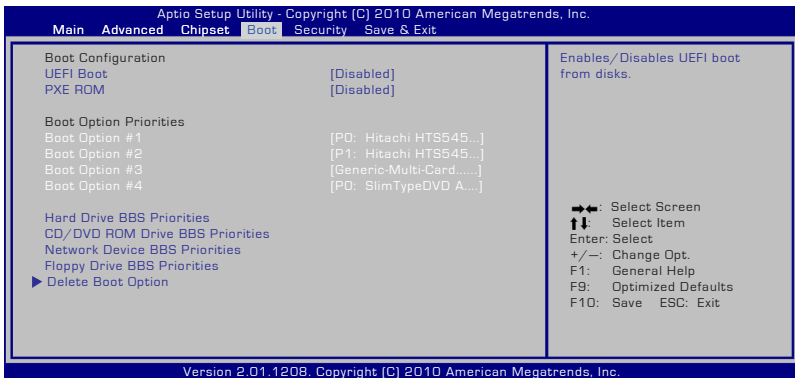 Aptio Setup Utility - Copyright (C) 2010 American Megatrends, Inc.
Main Advanced Chipset Boot Security Save & Exit
Boot Configuration
UEFI Boot [Disabled]
PXE ROM [Disabled]
Boot Option Priorities
Boot Option #1 [P0: Hitachi HTS545...]
Boot Option #2 [P1: Hitachi HTS545...]
Boot Option #3 [Generic-Multi-Card......]
Boot Option #4 [P0: SlimTypeDVD A....]
Hard Drive BBS Priorities
CD/DVD ROM Drive BBS Priorities
Network Device BBS Priorities
Floppy Drive BBS Priorities
Delete Boot Option
Enables/Disables UEFI boot
from disks.
→←: Select Screen
↑↓: Select Item
Enter: Select
+/—: Change Opt.
F1: General Help
F9: Optimized Defaults
F10: Save ESC: Exit
Version 2.01.1208. Copyright (C) 2010 American Megatrends, Inc.